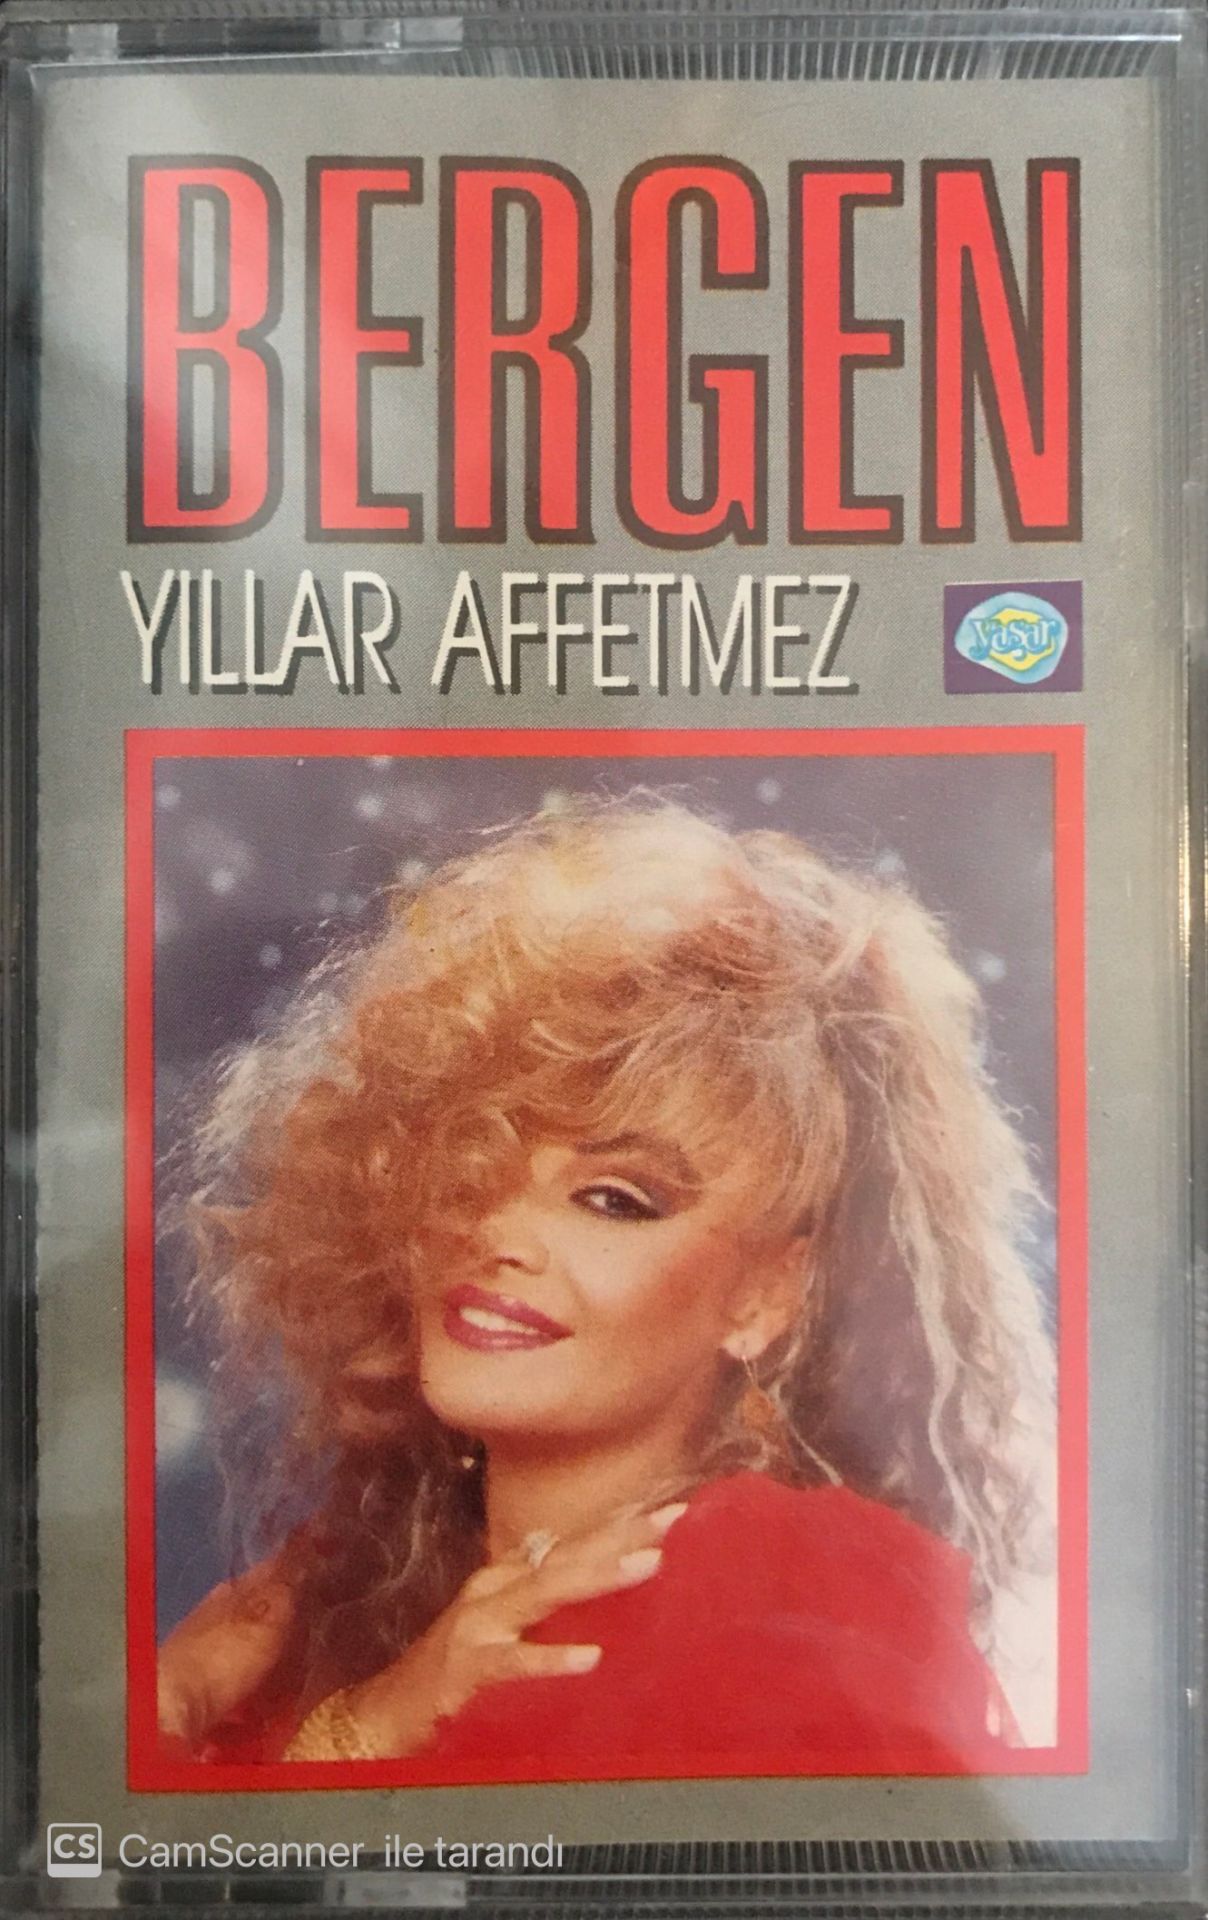 BERGEN
YILLAR AFFETMEZ
yaşar
CS CamScanner ile tarandı